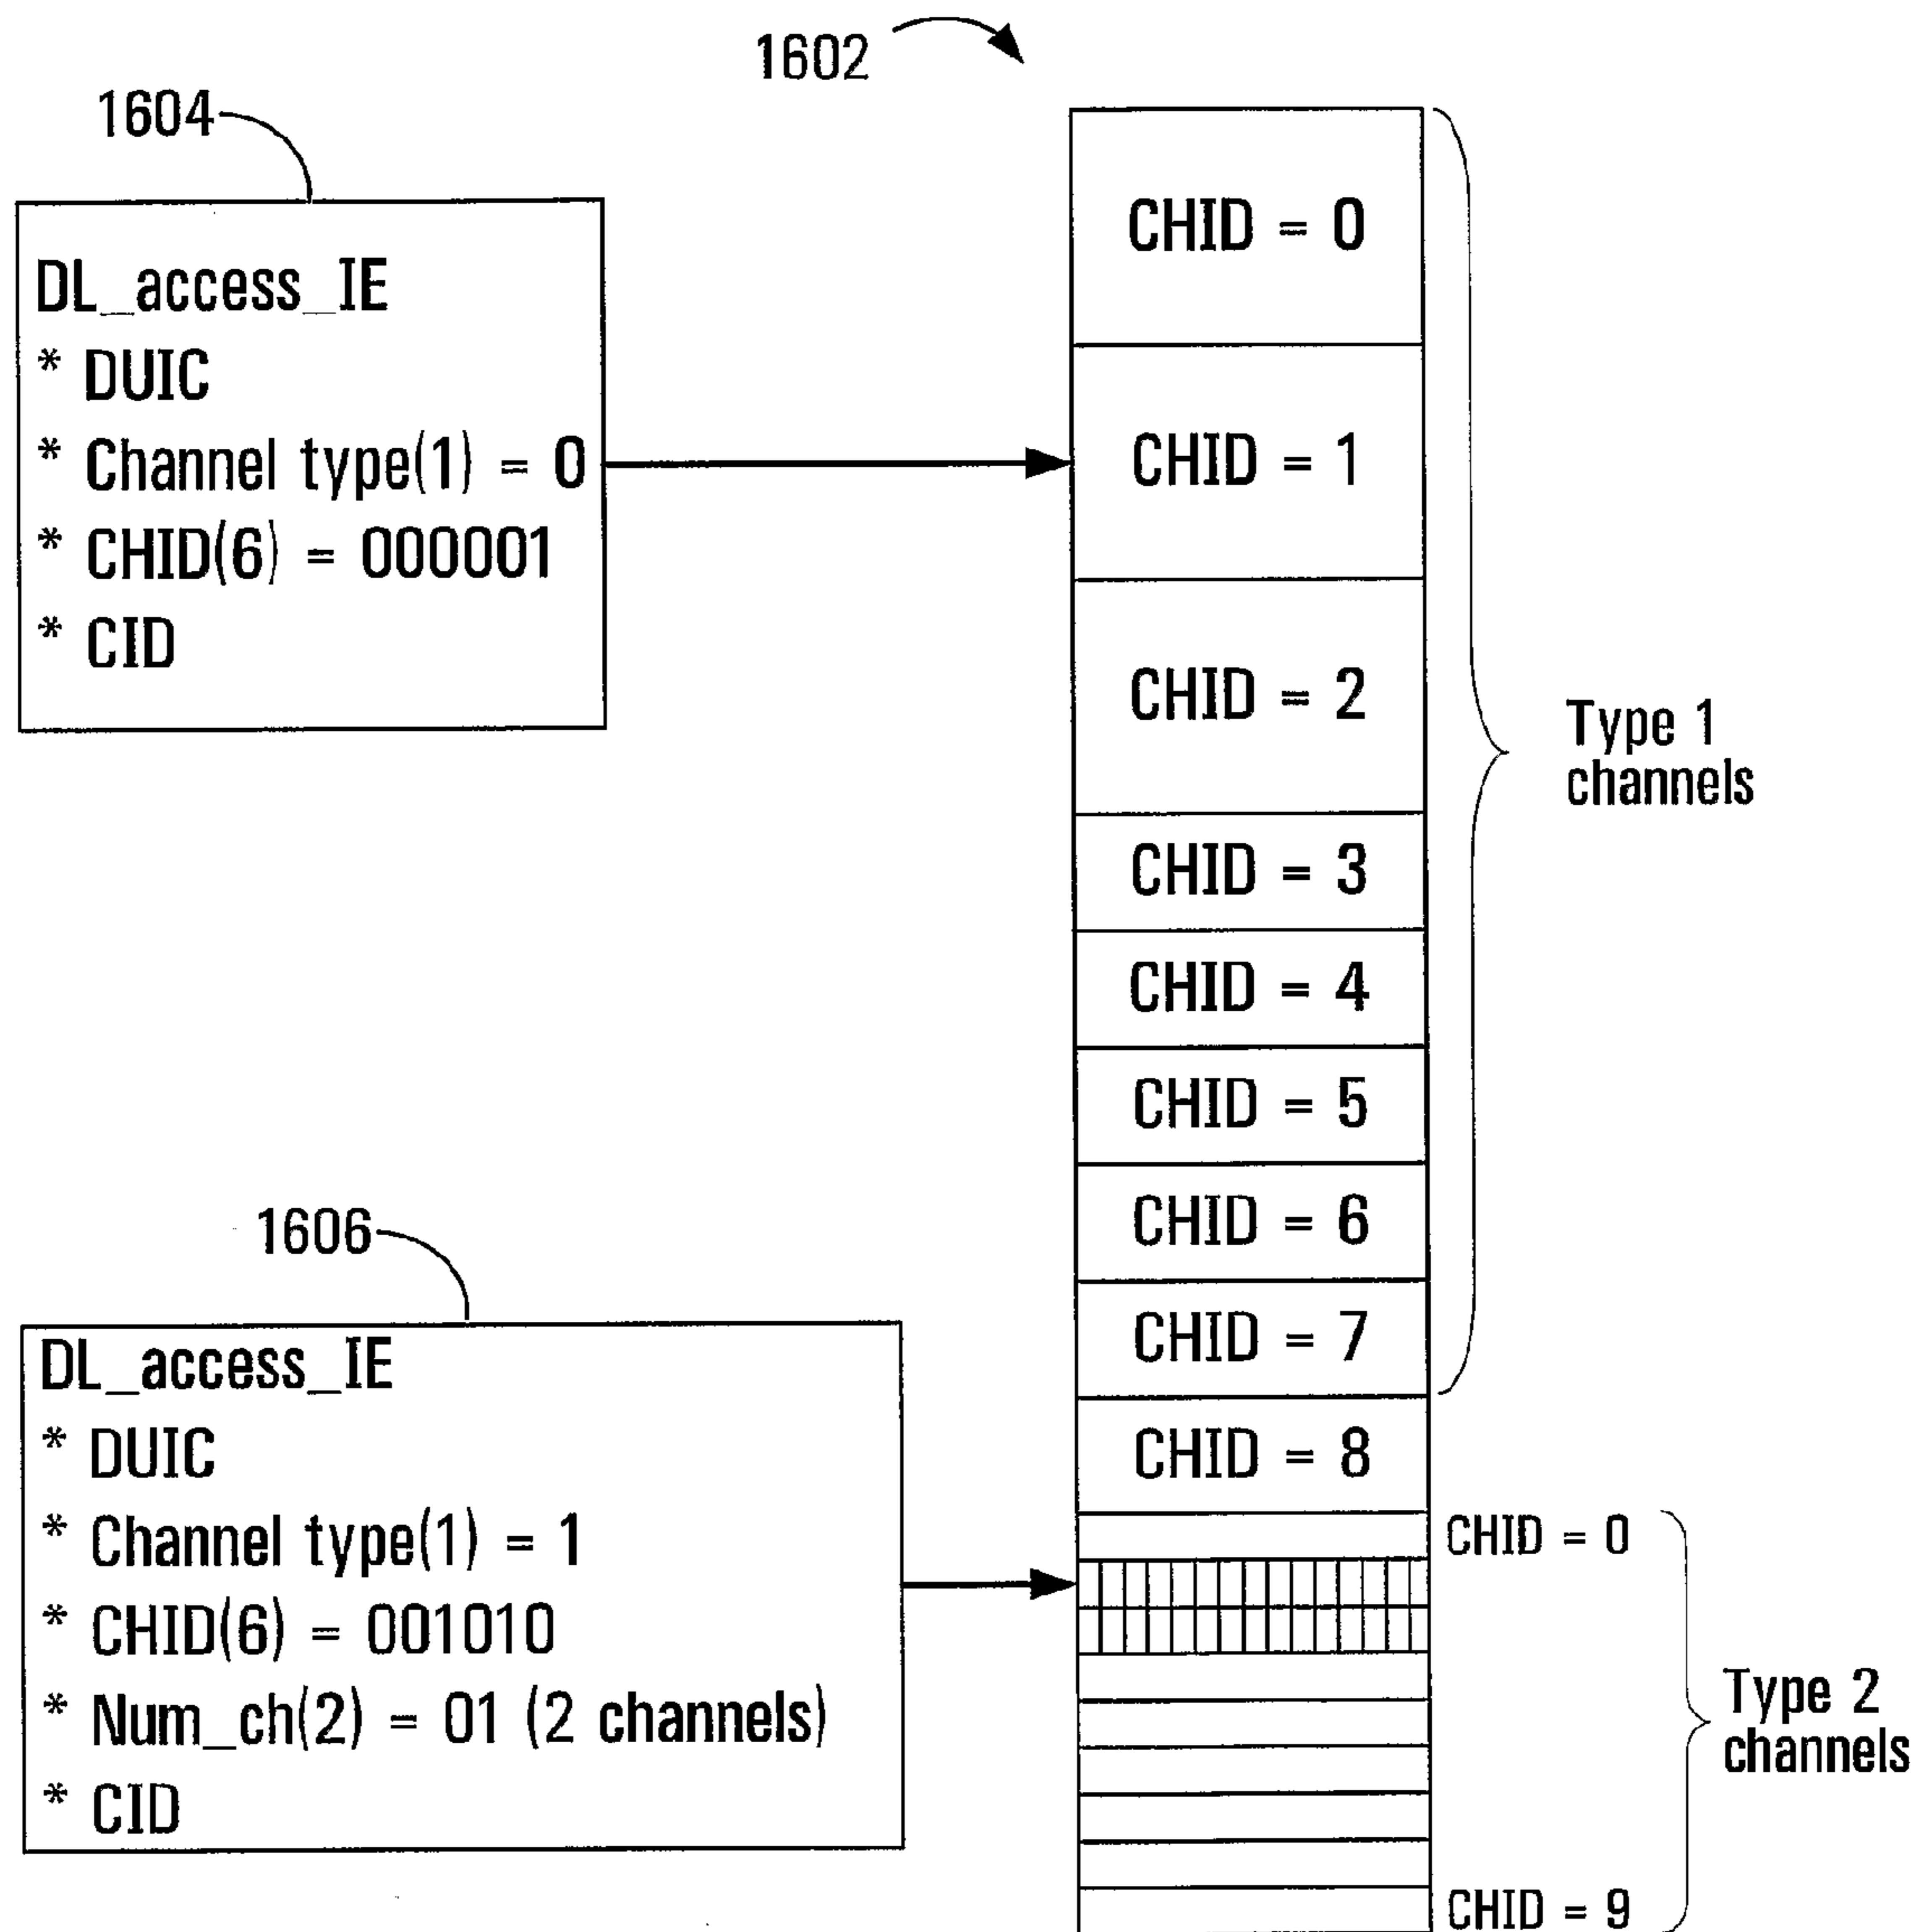 1602
1604
DL_access_IE
* DUIC
* Channel type(1) = 0
* CHID(6) = 000001
* CID
CHID = 0
CHID = 1
CHID = 2
CHID = 3
CHID = 4
CHID = 5
CHID = 6
CHID = 7
CHID = 8
Type 1
channels
1606
DL_access_IE
* DUIC
* Channel type(1) = 1
* CHID(6) = 001010
* Num_ch(2) = 01 (2 channels)
* CID
CHID = 0
CHID = 9
Type 2
channels